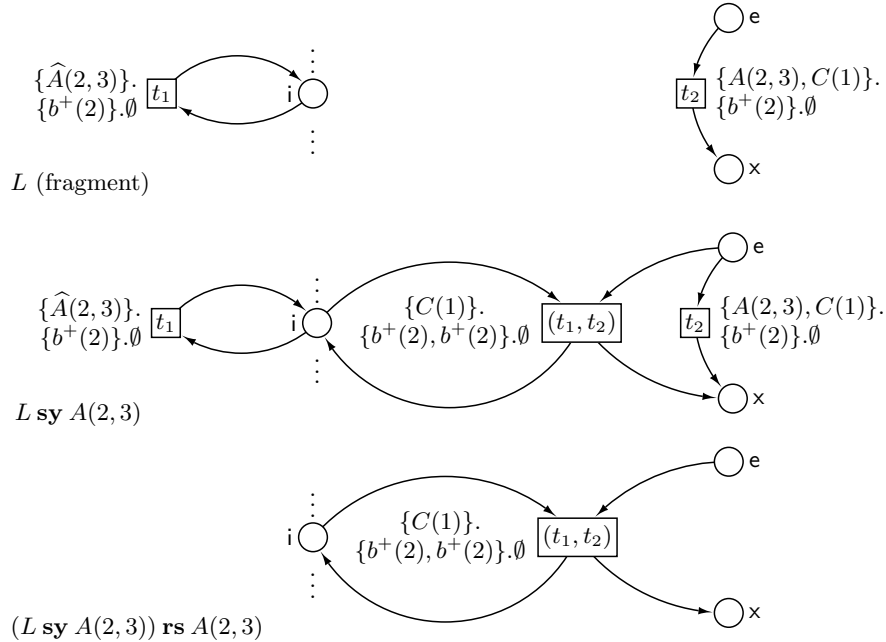 e
{Â(2, 3)}.
{b⁺(2)}.∅
t₁
i
t₂
{A(2, 3), C(1)}.
{b⁺(2)}.∅
x
L (fragment)
e
{Â(2, 3)}.
{b⁺(2)}.∅
t₁
i
{C(1)}.
{b⁺(2), b⁺(2)}.∅
(t₁, t₂)
t₂
{A(2, 3), C(1)}.
{b⁺(2)}.∅
x
L sy A(2, 3)
e
i
{C(1)}.
{b⁺(2), b⁺(2)}.∅
(t₁, t₂)
x
(L sy A(2, 3)) rs A(2, 3)